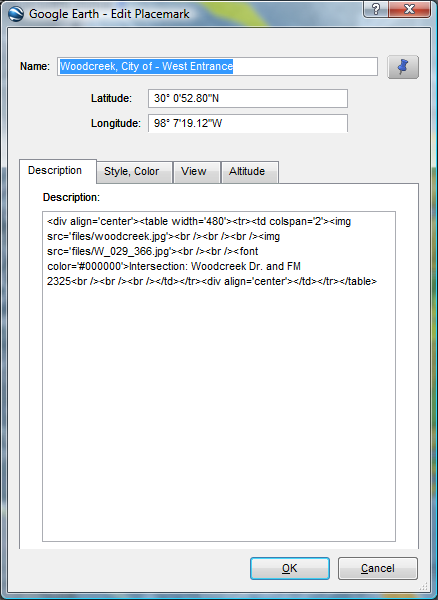 Google Earth - Edit Placemark
?
X
Name: Woodcreek, City of - West Entrance
Latitude: 30° 0'52.80"N
Longitude: 98° 7'19.12"W
Description Style, Color View Altitude
Description:
<div align='center'><table width='480'><tr><td colspan='2'><img
src='files/woodcreek.jpg'><br /><br /><br /><img
src='files/W_029_366.jpg'><br /><br /><font
color='#000000'>Intersection: Woodcreek Dr. and FM
2325<br /><br /><br /></td></tr><div align='center'></td></tr></table>
OK Cancel